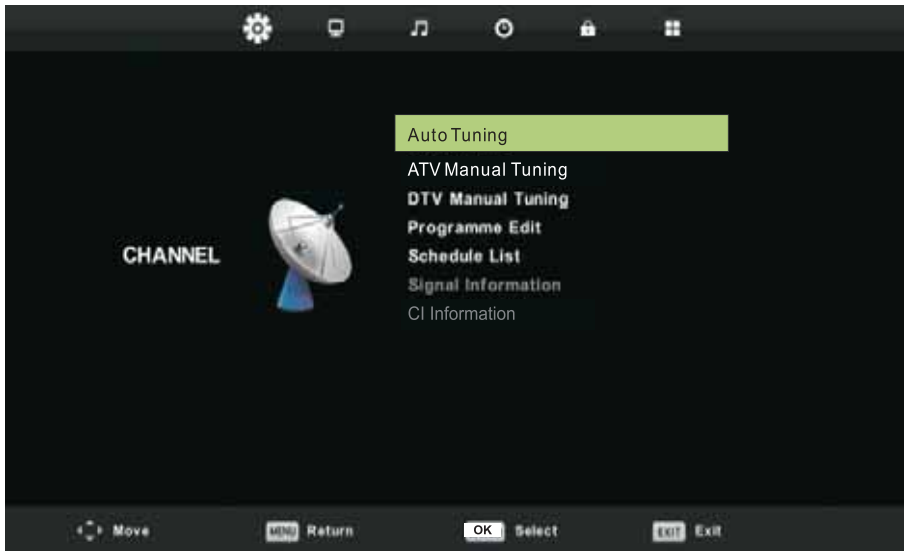 Auto Tuning
ATV Manual Tuning
DTV Manual Tuning
Programme Edit
CHANNEL
Schedule List
Signal Information
CI Information
Move MENU Return OK Select EXIT Exit